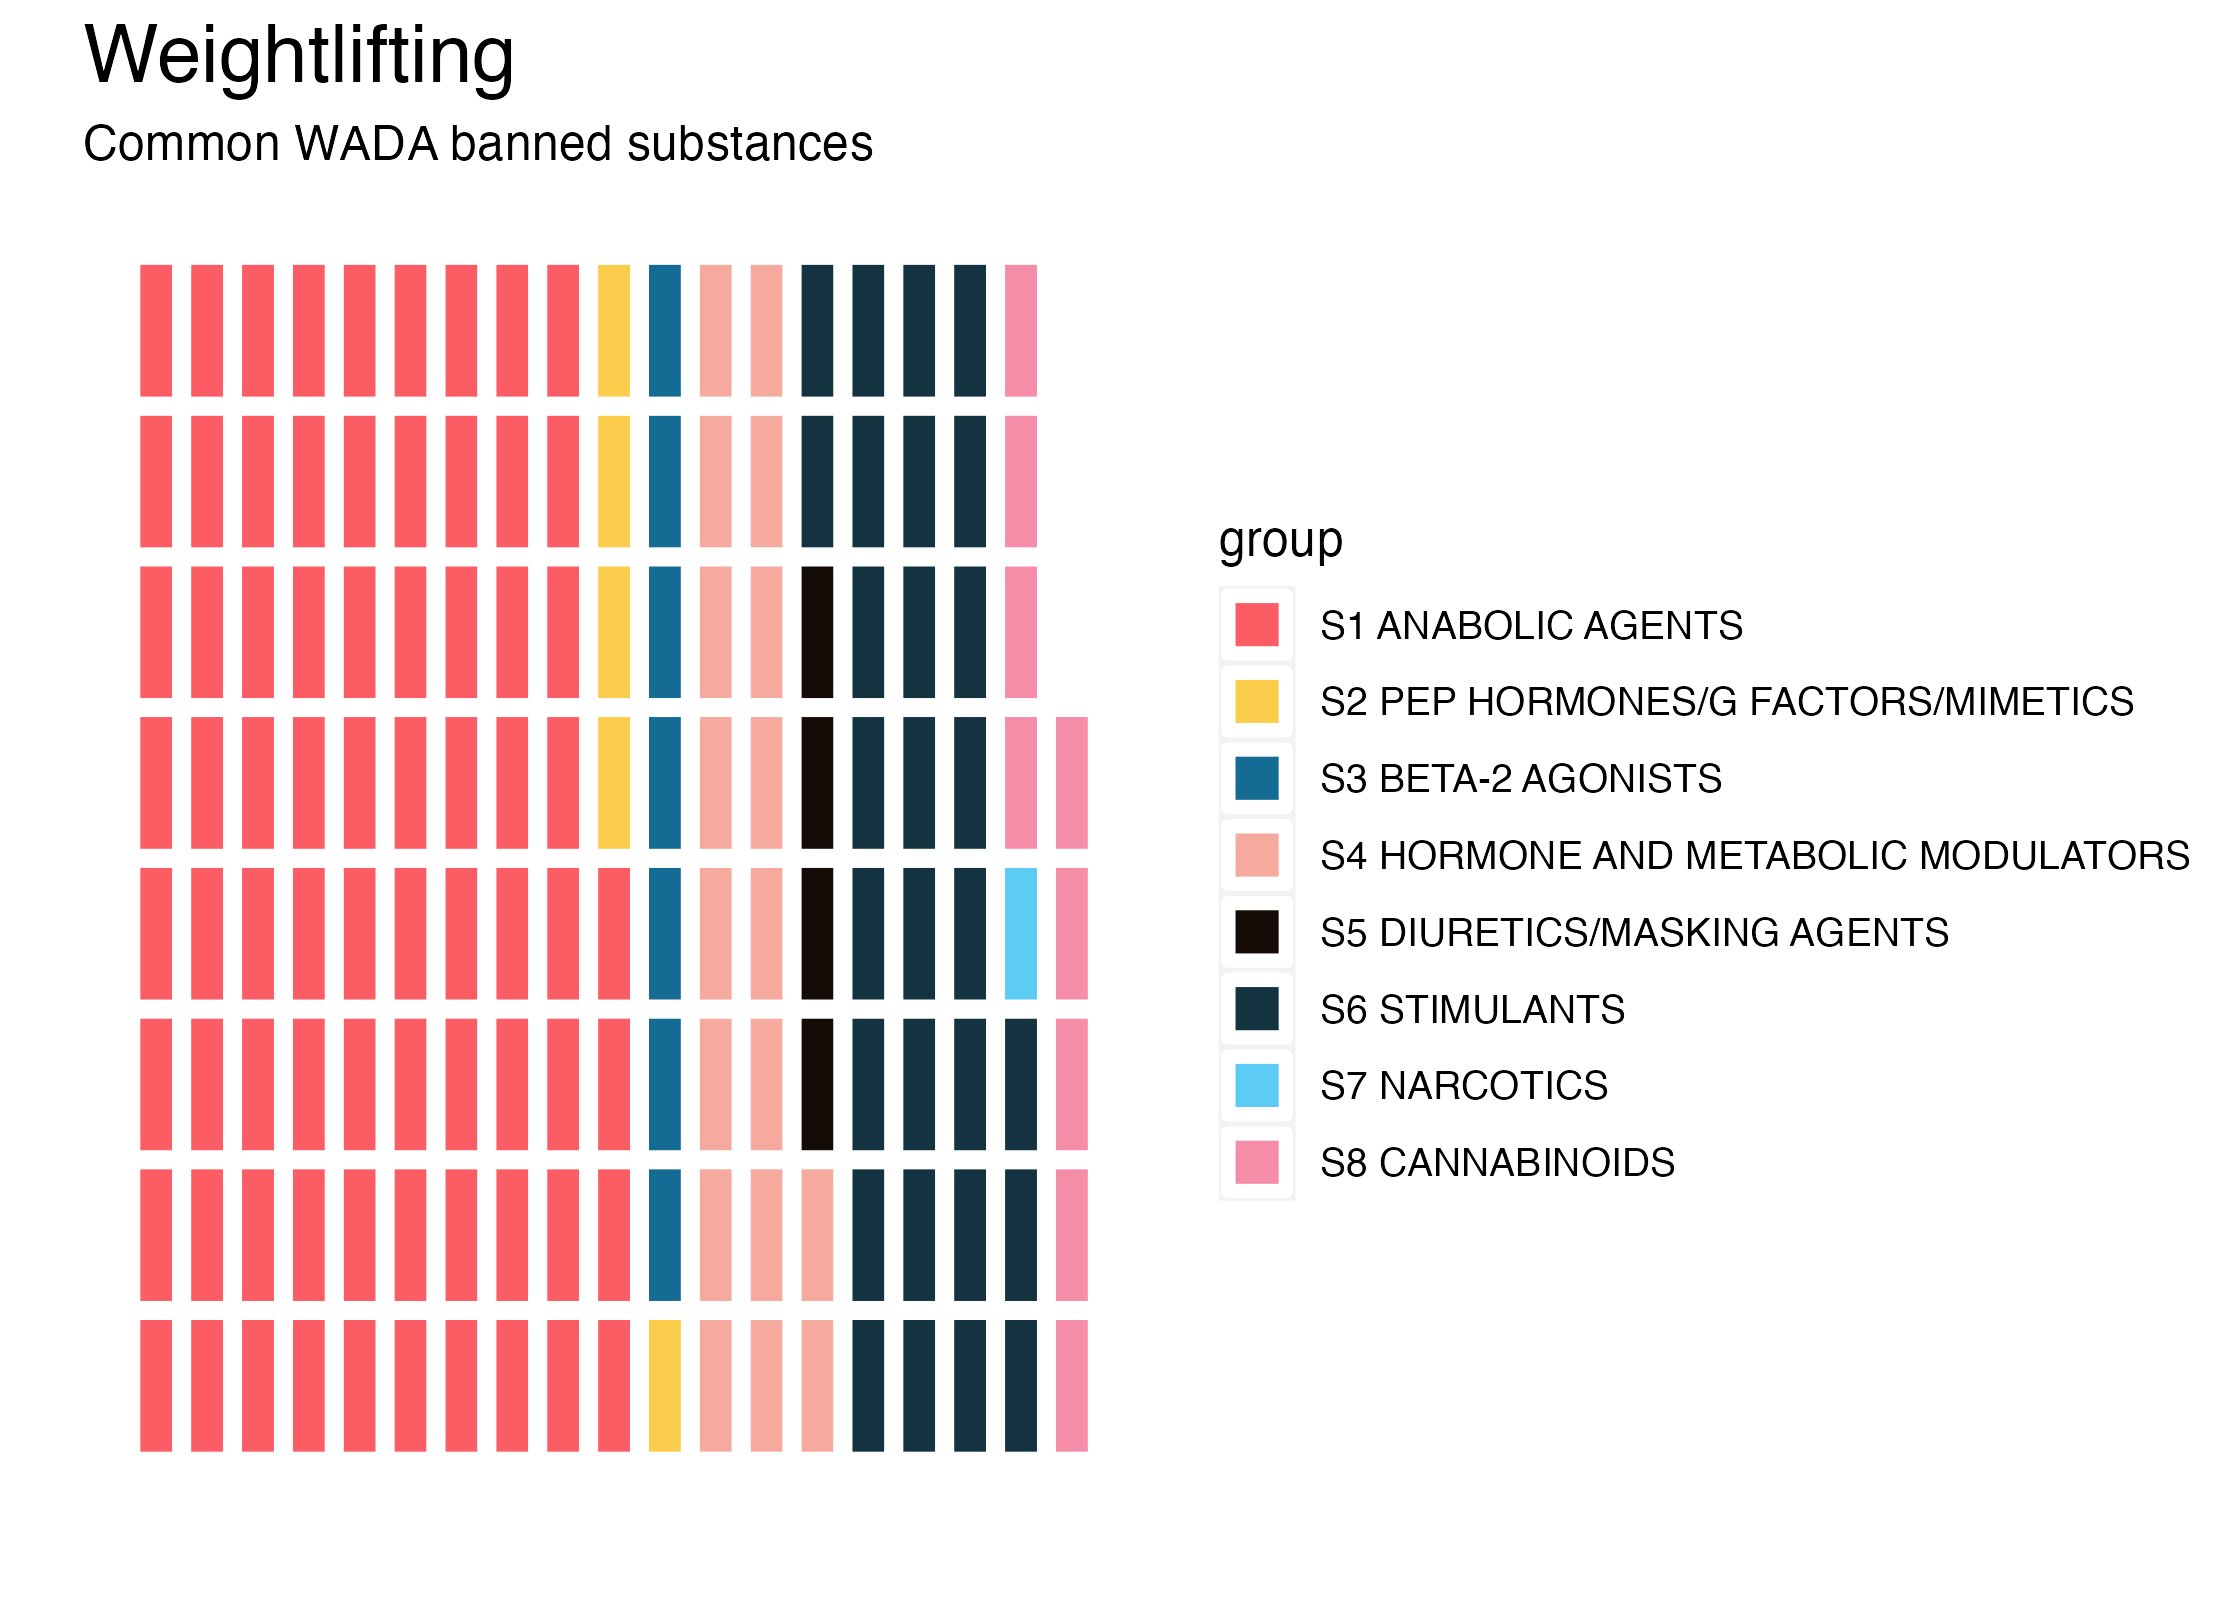 Weightlifting
Common WADA banned substances
group
S1 ANABOLIC AGENTS
S2 PEP HORMONES/G FACTORS/MIMETICS
S3 BETA-2 AGONISTS
S4 HORMONE AND METABOLIC MODULATORS
S5 DIURETICS/MASKING AGENTS
S6 STIMULANTS
S7 NARCOTICS
S8 CANNABINOIDS